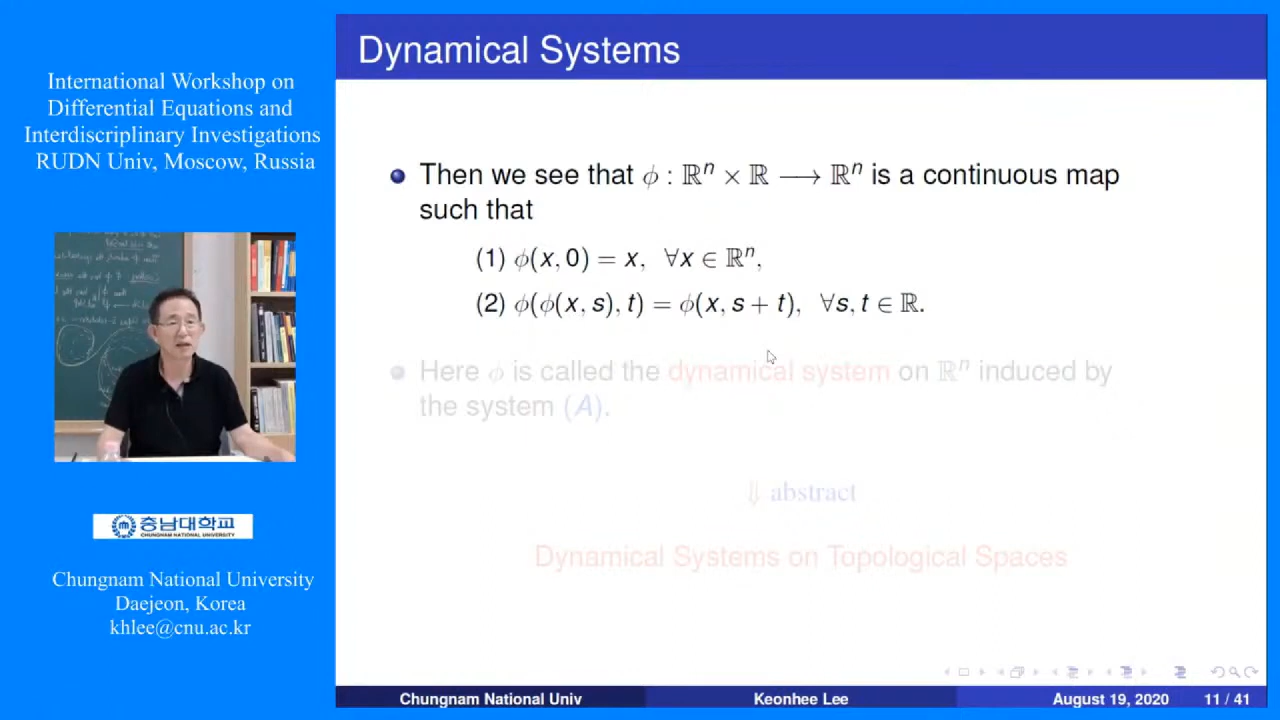 Dynamical Systems
International Workshop on
Differential Equations and
Interdisciplinary Investigations
RUDN Univ, Moscow, Russia
Then we see that ϕ : ℝⁿ × ℝ ⟶ ℝⁿ is a continuous map
such that
(1) ϕ(x, 0) = x, ∀x ∈ ℝⁿ,
(2) ϕ(ϕ(x, s), t) = ϕ(x, s + t), ∀s, t ∈ ℝ.
Here ϕ is called the dynamical system on ℝⁿ induced by
the system (A).
⇓ abstract
Dynamical Systems on Topological Spaces
충남대학교
CHUNGNAM NATIONAL UNIVERSITY
Chungnam National University
Daejeon, Korea
khlee@cnu.ac.kr
Chungnam National Univ Keonhee Lee August 19, 2020 11 / 41